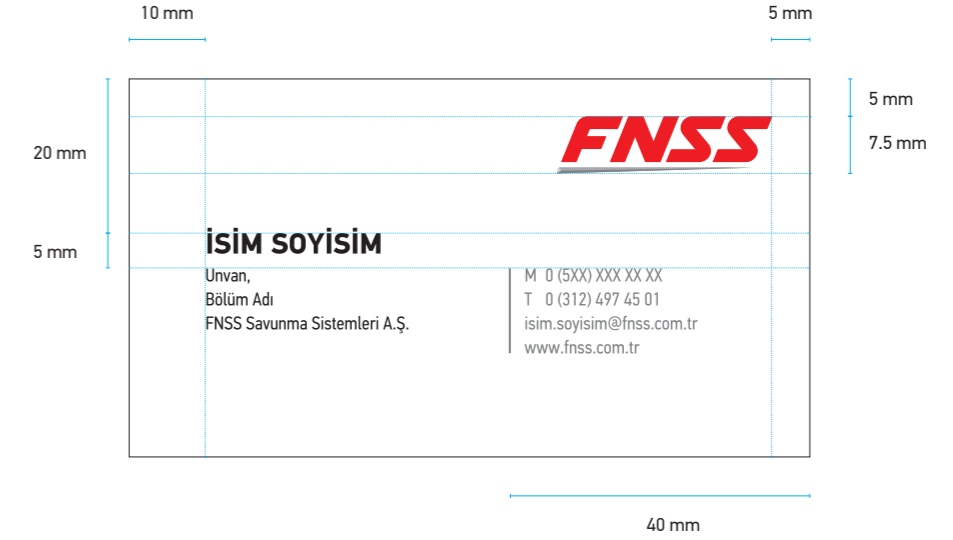 10 mm
5 mm
5 mm
FNSS
7.5 mm
20 mm
İSİM SOYİSİM
5 mm
Unvan,
M 0 (5XX) XXX XX XX
Bölüm Adı
T 0 (312) 497 45 01
FNSS Savunma Sistemleri A.Ş.
isim.soyisim@fnss.com.tr
www.fnss.com.tr
40 mm